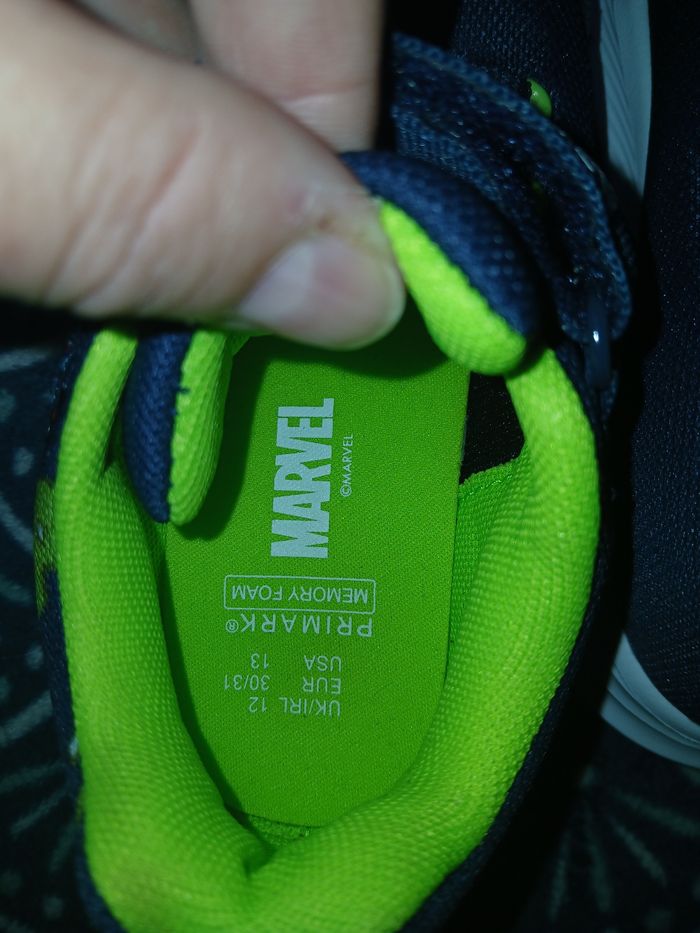 MARVEL
©MARVEL
MEMORY FOAM
PRIMARK®
UK/IRL 12
EUR 30/31
USA 13